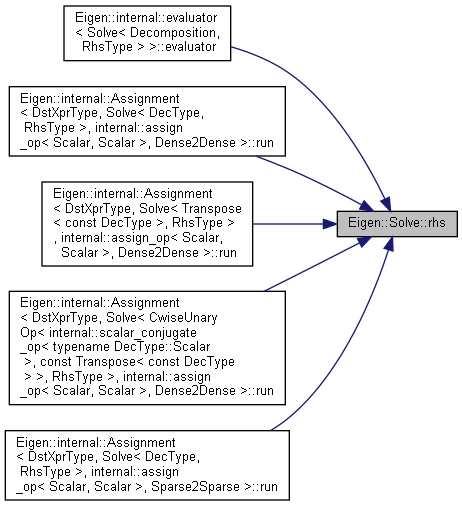 Eigen::internal::evaluator
< Solve< Decomposition,
RhsType > >::evaluator
Eigen::internal::Assignment
< DstXprType, Solve< DecType,
RhsType >, internal::assign
_op< Scalar, Scalar >, Dense2Dense >::run
Eigen::internal::Assignment
< DstXprType, Solve< Transpose
< const DecType >, RhsType >
, internal::assign_op< Scalar,
Scalar >, Dense2Dense >::run
Eigen::Solve::rhs
Eigen::internal::Assignment
< DstXprType, Solve< CwiseUnary
Op< internal::scalar_conjugate
_op< typename DecType::Scalar
>, const Transpose< const DecType
> >, RhsType >, internal::assign
_op< Scalar, Scalar >, Dense2Dense >::run
Eigen::internal::Assignment
< DstXprType, Solve< DecType,
RhsType >, internal::assign
_op< Scalar, Scalar >, Sparse2Sparse >::run